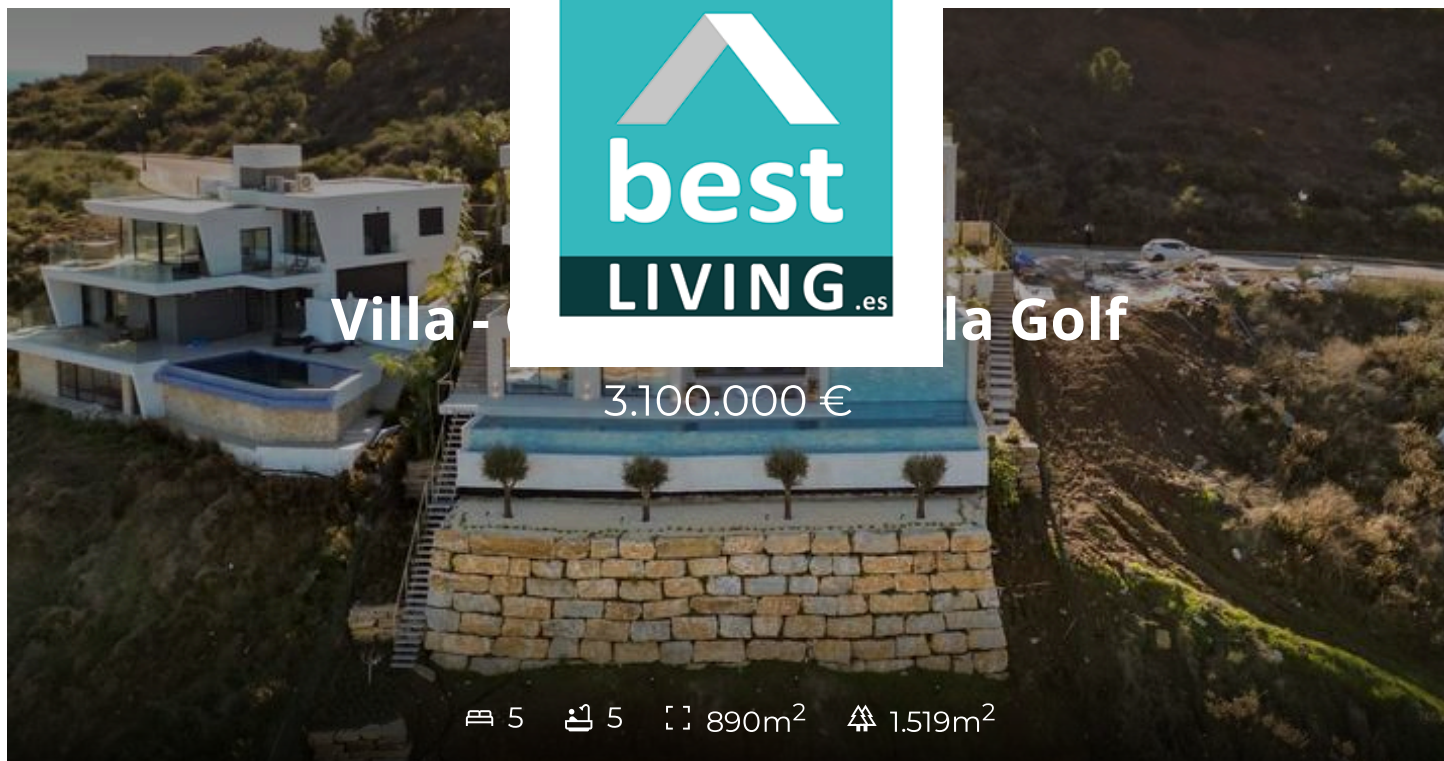 best
LIVING.es
Villa - la Golf
3.100.000 €
5 5 890m² 1.519m²